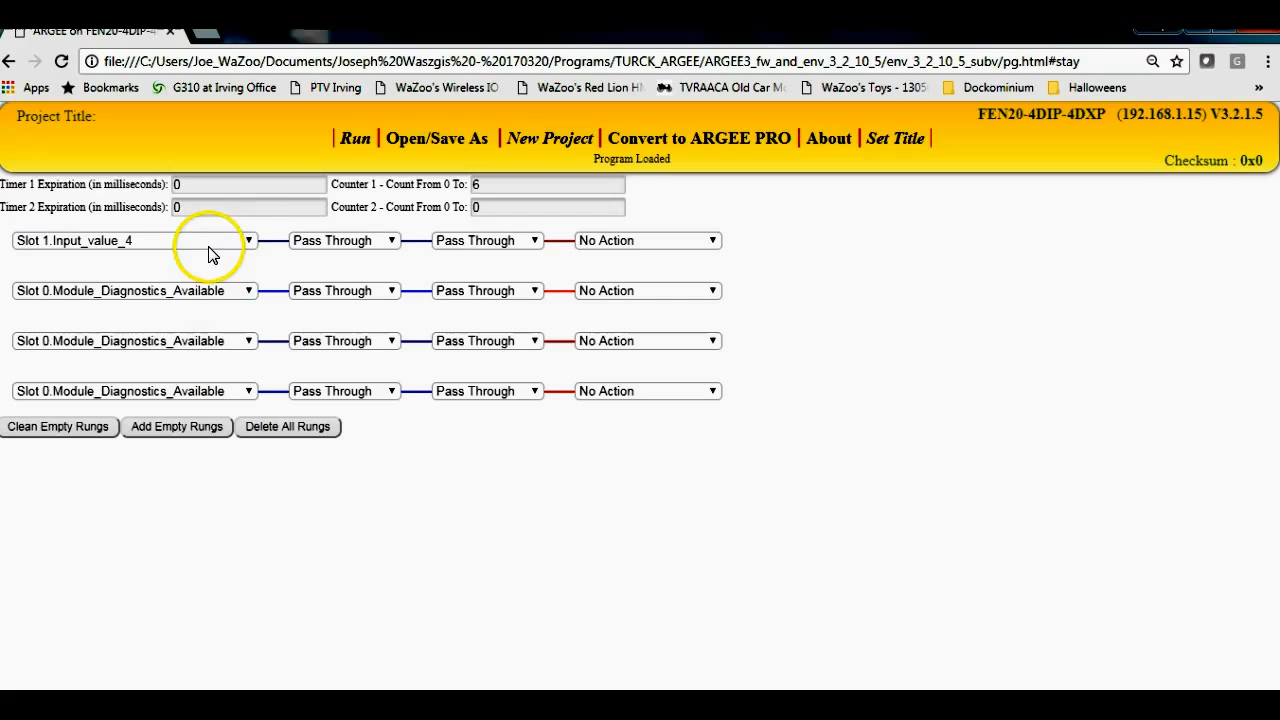 ARGEE on FEN20-4DIP-4 ×
file:///C:/Users/Joe_WaZoo/Documents/Joseph%20Waszgis%20-%20170320/Programs/TURCK_ARGEE/ARGEE3_fw_and_env_3_2_10_5/env_3_2_10_5_subv/pg.html#stay
Apps Bookmarks G310 at Irving Office PTV Irving WaZoo's Wireless IO WaZoo's Red Lion H TVRAACA Old Car Mo WaZoo's Toys - 1305 Dockominium Halloweens »
Project Title: FEN20-4DIP-4DXP (192.168.1.15) V3.2.1.5
| Run | Open/Save As | New Project | Convert to ARGEE PRO | About | Set Title |
Program Loaded
Checksum : 0x0
Timer 1 Expiration (in milliseconds): 0 Counter 1 - Count From 0 To: 6
Timer 2 Expiration (in milliseconds): 0 Counter 2 - Count From 0 To: 0
Slot 1.Input_value_4 Pass Through Pass Through No Action
Slot 0.Module_Diagnostics_Available Pass Through Pass Through No Action
Slot 0.Module_Diagnostics_Available Pass Through Pass Through No Action
Slot 0.Module_Diagnostics_Available Pass Through Pass Through No Action
Clean Empty Rungs Add Empty Rungs Delete All Rungs